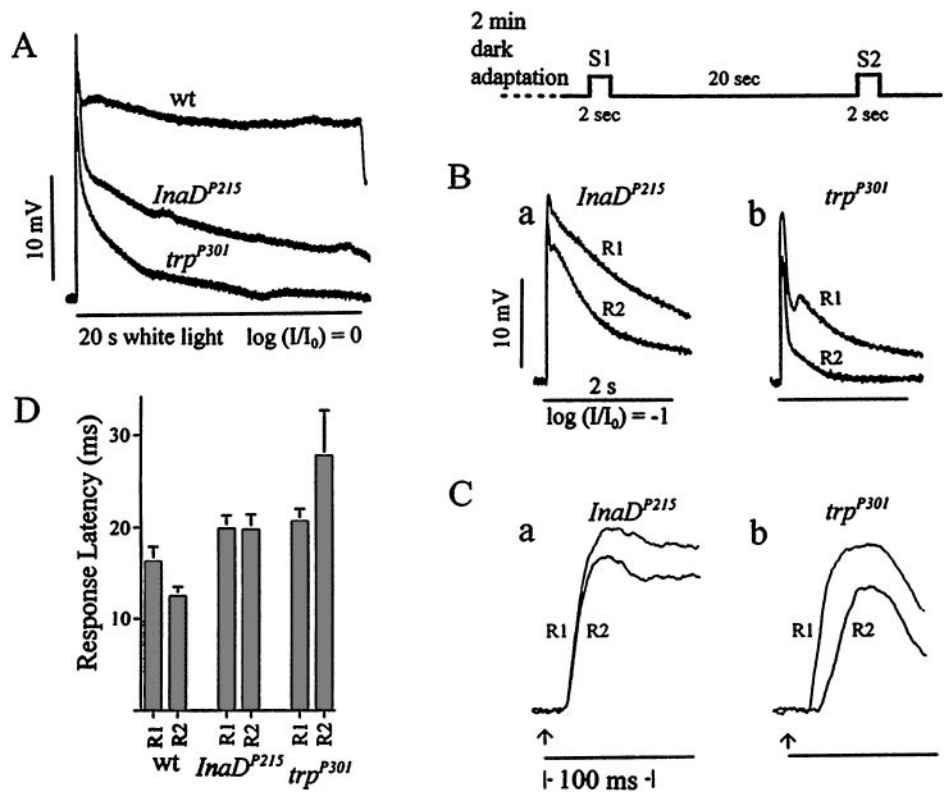 A
wt
InaD^P215
trp^P301
10 mV
20 s white light log (I/I₀) = 0
2 min
dark
adaptation
S1
20 sec
S2
2 sec
2 sec
B
a
InaD^P215
R1
R2
10 mV
2 s
log (I/I₀) = -1
b
trp^P301
R1
R2
D
Response Latency (ms)
30
20
10
R1
R2
R1
R2
R1
R2
wt
InaD^P215
trp^P301
C
a
InaD^P215
R1
R2
100 ms
b
trp^P301
R1
R2